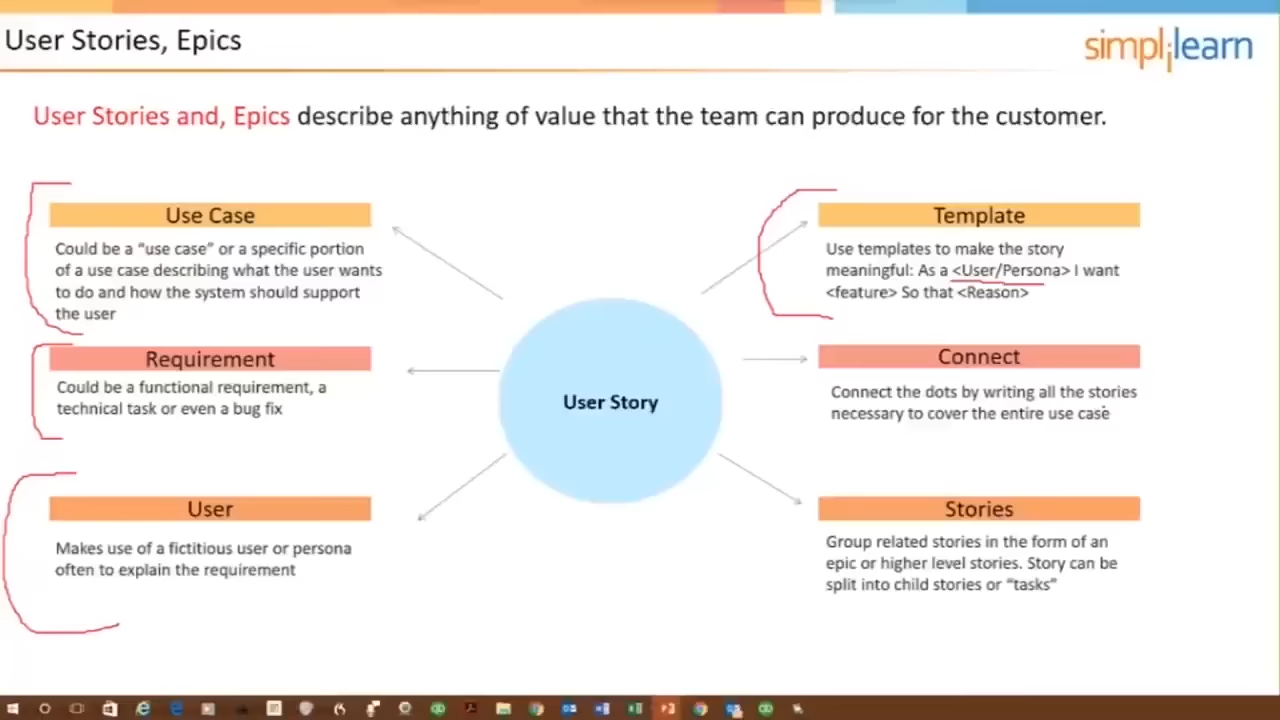 User Stories, Epics
simplilearn
User Stories and, Epics describe anything of value that the team can produce for the customer.
Use Case
Could be a “use case” or a specific portion
of a use case describing what the user wants
to do and how the system should support
the user
Requirement
Could be a functional requirement, a
technical task or even a bug fix
User
Makes use of a fictitious user or persona
often to explain the requirement
User Story
Template
Use templates to make the story
meaningful: As a <User/Persona> I want
<feature> So that <Reason>
Connect
Connect the dots by writing all the stories
necessary to cover the entire use case
Stories
Group related stories in the form of an
epic or higher level stories. Story can be
split into child stories or “tasks”